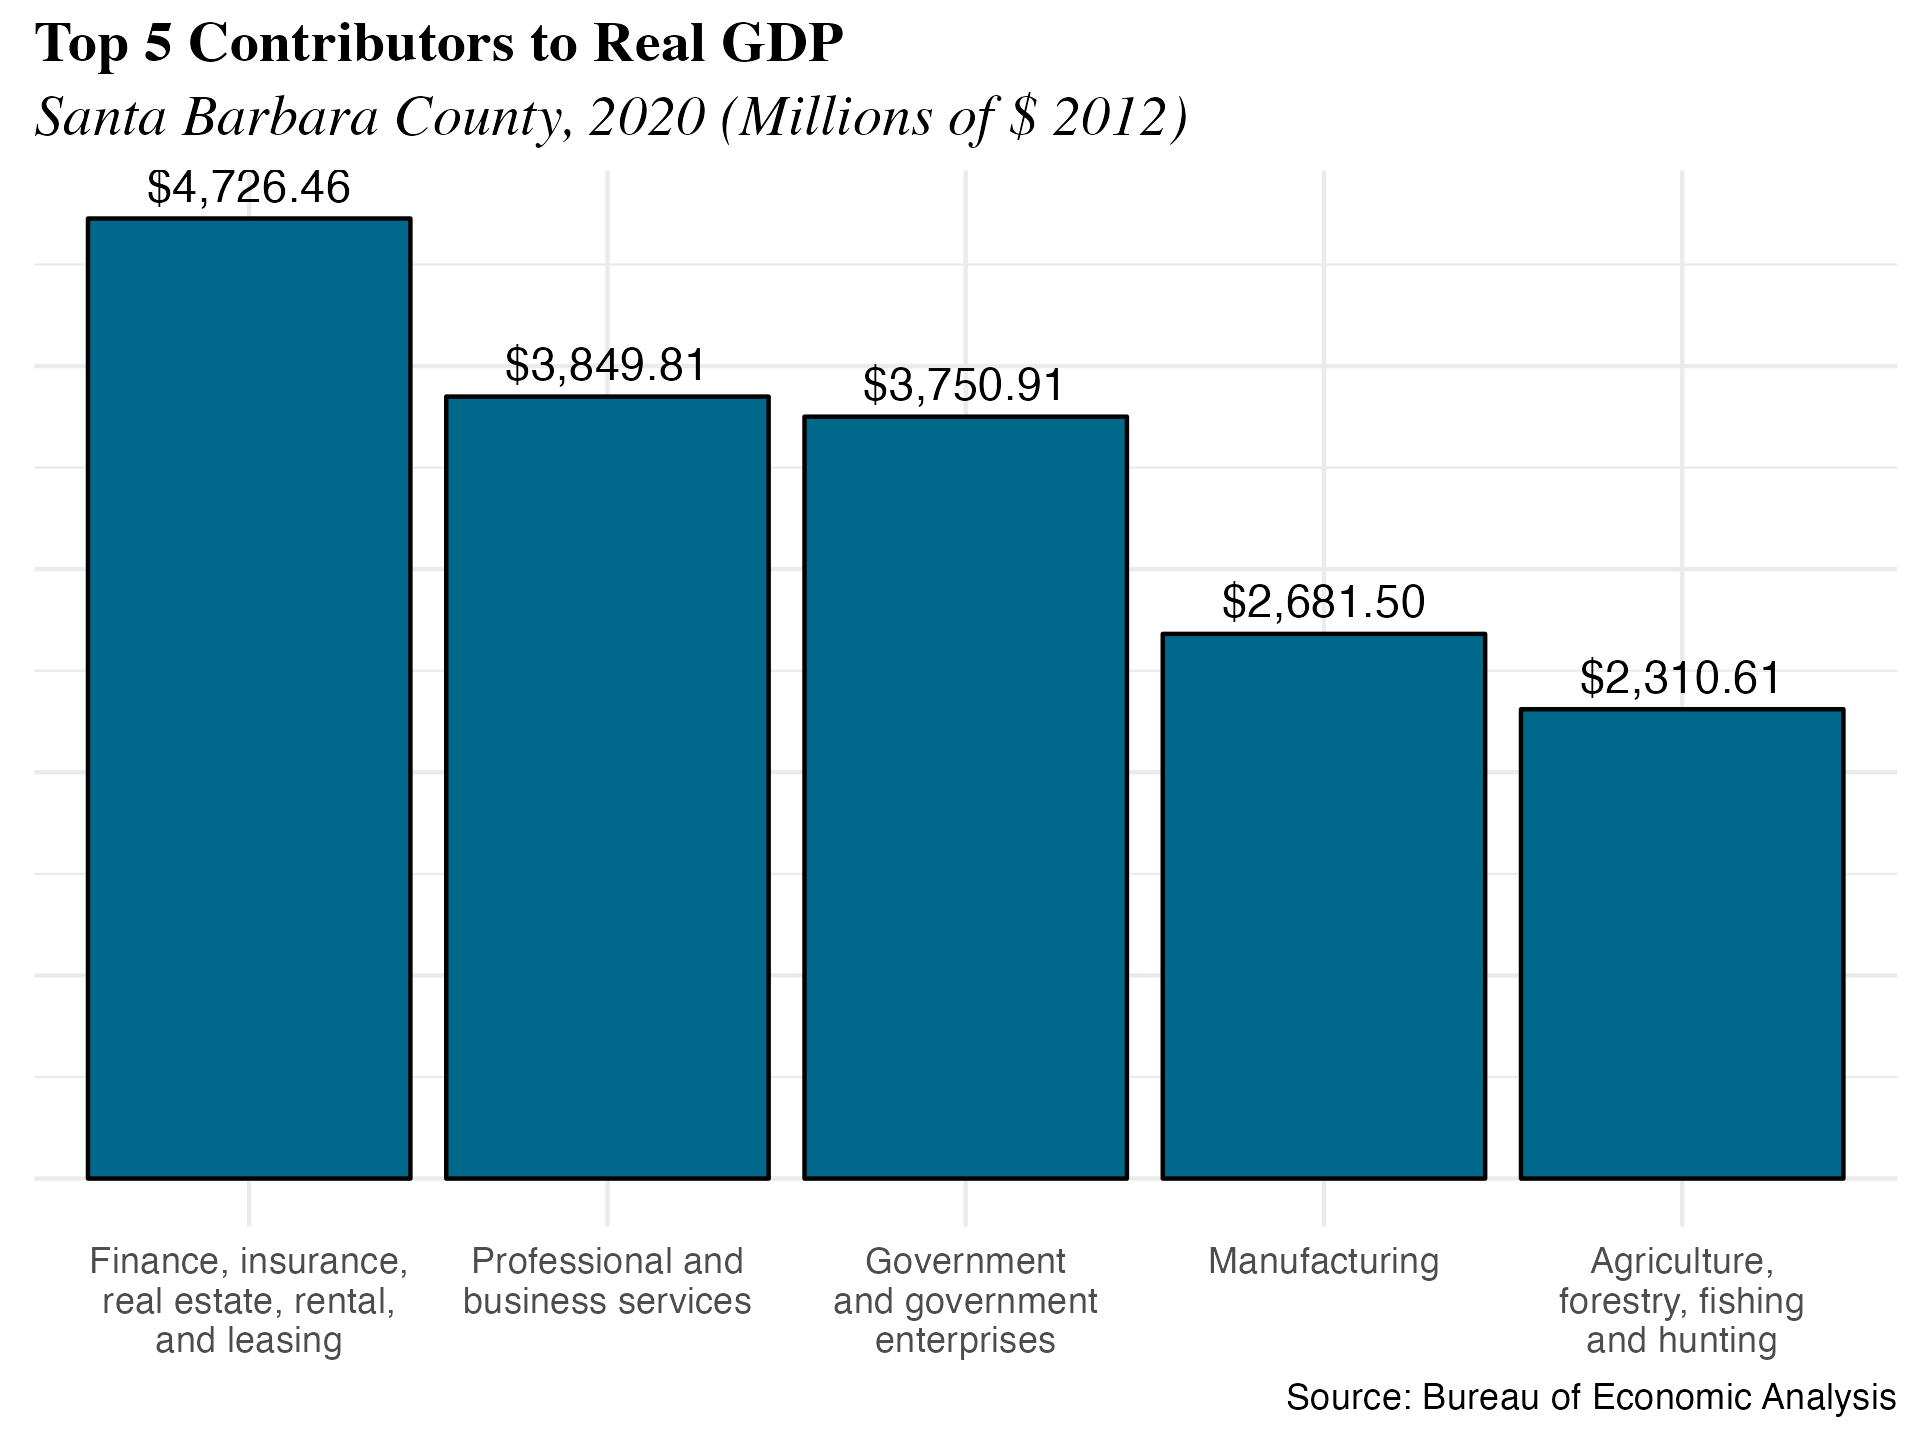 Top 5 Contributors to Real GDP
Santa Barbara County, 2020 (Millions of $ 2012)
$4,726.46
$3,849.81
$3,750.91
$2,681.50
$2,310.61
Finance, insurance,
real estate, rental,
and leasing
Professional and
business services
Government
and government
enterprises
Manufacturing
Agriculture,
forestry, fishing
and hunting
Source: Bureau of Economic Analysis